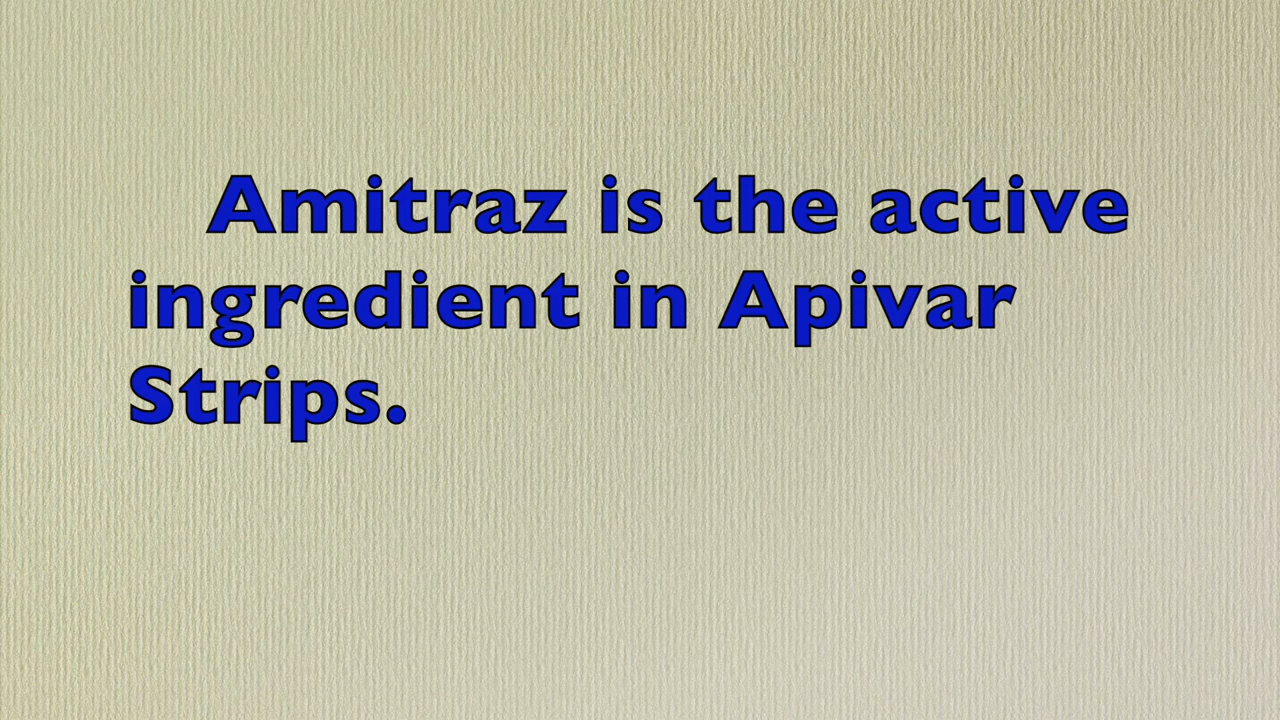 Amitraz is the active
ingredient in Apivar
Strips.